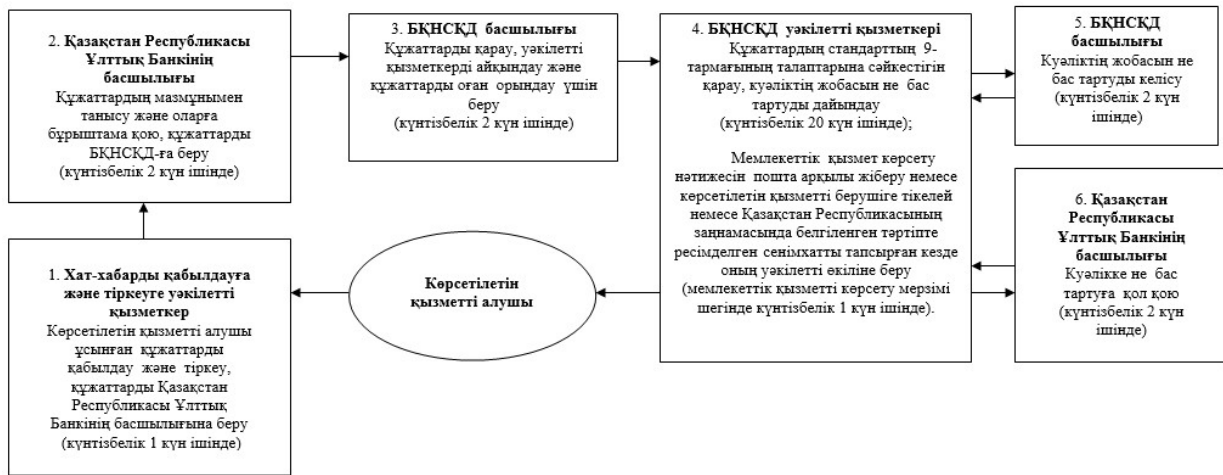 2. Қазақстан Республикасы
Ұлттық Банкінің
басшылығы
Құжаттардың мазмұнымен
танысу және оларға
бұрыштама қою, құжаттарды
БҚНСҚД-ға беру
(күнтізбелік 2 күн ішінде)
3. БҚНСҚД басшылығы
Құжаттарды қарау, уәкілетті
қызметкерді айқындау және
құжаттарды оған орындау үшін
беру
(күнтізбелік 2 күн ішінде)
4. БҚНСҚД уәкілетті қызметкері
Құжаттардың стандарттың 9-
тармағының талаптарына сәйкестігін
қарау, куәліктің жобасын не бас
тартуды дайындау
(күнтізбелік 20 күн ішінде);
Мемлекеттік қызмет көрсету
нәтижесін пошта арқылы жіберу немесе
көрсетілетін қызметті берушіге тікелей
немесе Қазақстан Республикасының
заңнамасында белгіленген тәртіпте
ресімделген сенімхатты тапсырған кезде
оның уәкілетті өкіліне беру
(мемлекеттік қызметті көрсету мерзімі
шегінде күнтізбелік 1 күн ішінде).
5. БҚНСҚД
басшылығы
Куәліктің жобасын не
бас тартуды келісу
(күнтізбелік 2 күн
ішінде)
6. Қазақстан
Республикасы
Ұлттық Банкінің
басшылығы
Куәлікке не бас
тартуға қол қою
(күнтізбелік 2 күн
ішінде)
1. Хат-хабарды қабылдауға
және тіркеуге уәкілетті
қызметкер
Көрсетілетін қызметті алушы
ұсынған құжаттарды
қабылдау және тіркеу,
құжаттарды Қазақстан
Республикасы Ұлттық
Банкінің басшылығына беру
(күнтізбелік 1 күн ішінде)
Көрсетілетін
қызметті алушы